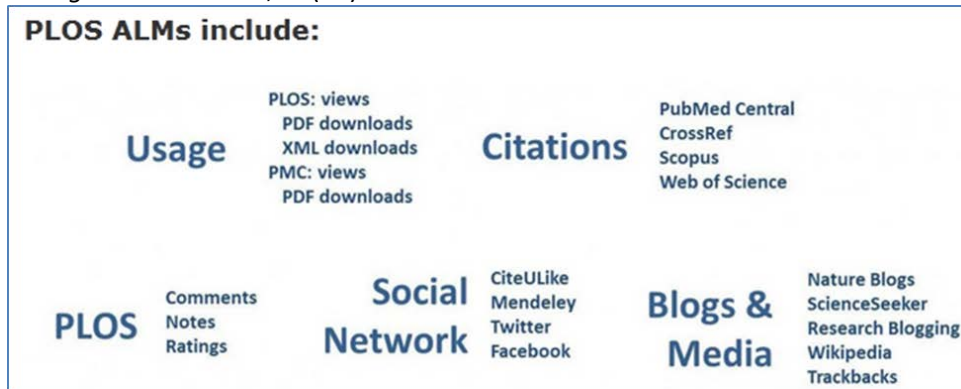 PLOS ALMs include:
Usage
PLOS: views
PDF downloads
XML downloads
PMC: views
PDF downloads
Citations
PubMed Central
CrossRef
Scopus
Web of Science
PLOS
Comments
Notes
Ratings
Social
Network
CiteULike
Mendeley
Twitter
Facebook
Blogs &
Media
Nature Blogs
ScienceSeeker
Research Blogging
Wikipedia
Trackbacks